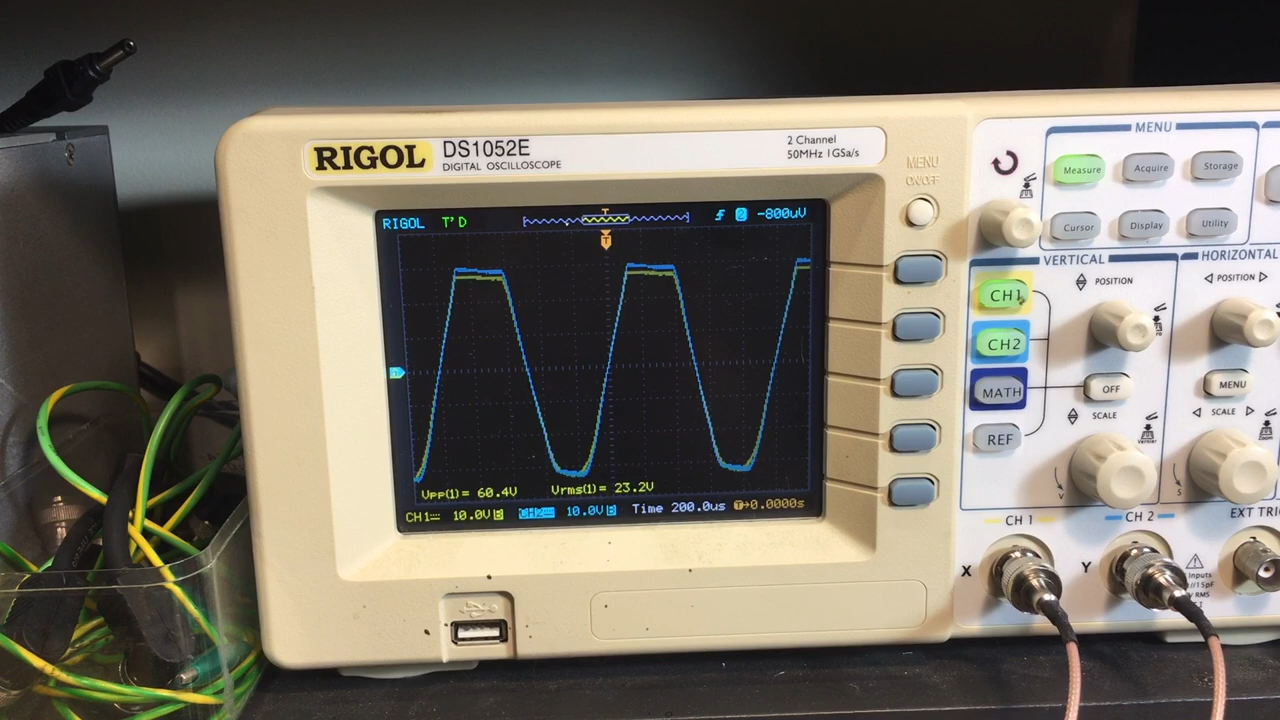 RIGOL
DS1052E
DIGITAL OSCILLOSCOPE
2 Channel
50MHz 1GSa/s
MENU
ON/OFF
RIGOL T'D
T
2 -800uV
T
Vpp(1)= 60.4V Vrms(1)= 23.2V
CH1 10.0V B CH2 10.0V B Time 200.0us T→0.0000s
MENU
Measure
Acquire
Storage
Cursor
Display
Utility
VERTICAL
HORIZONTAL
POSITION
POSITION
CH1
CH2
MATH
OFF
MENU
SCALE
SCALE
REF
Vernier
Zoom
V
S
CH 1
CH 2
EXT TRIG
X
Y